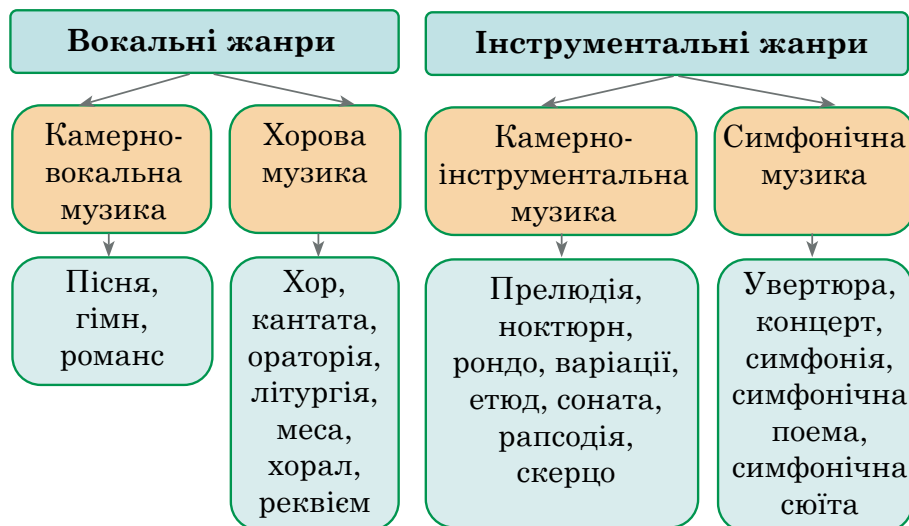 Вокальні жанри
Інструментальні жанри
Камерно-
вокальна
музика
Хорова
музика
Камерно-
інструментальна
музика
Симфонічна
музика
Пісня,
гімн,
романс
Хор,
кантата,
ораторія,
літургія,
меса,
хорал,
реквієм
Прелюдія,
ноктюрн,
рондо, варіації,
етюд, соната,
рапсодія,
скерцо
Увертюра,
концерт,
симфонія,
симфонічна
поема,
симфонічна
сюїта